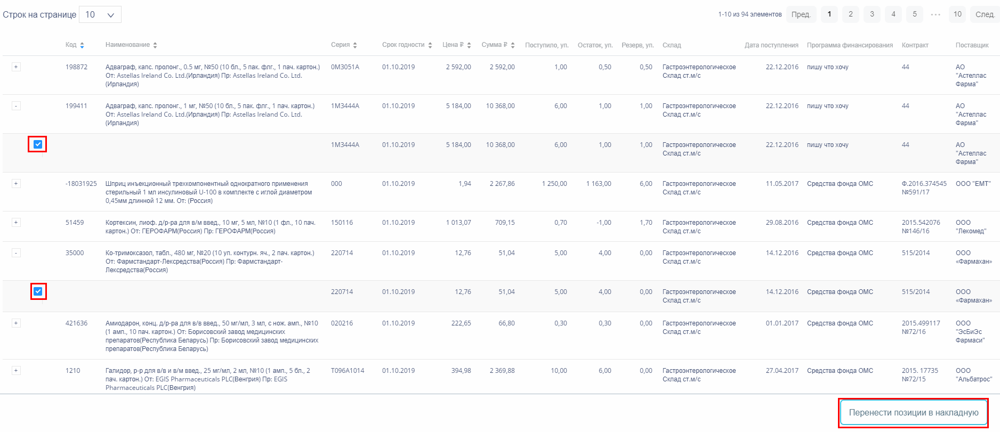 Строк на странице 10 1-10 из 94 элементов Пред. 1 2 3 4 5 ••• 10 След.
Код Наименование Серия Срок годности Цена ₽ Сумма ₽ Поступило, уп. Остаток, уп. Резерв, уп. Склад Дата поступления Программа финансирования Контракт Поставщик
+ 198872 Адваграф, капс. пролонг., 0.5 мг, №50 (10 бл., 5 пак. флг., 1 пач. картон.) 0M3051A 01.10.2019 2 592,00 2 592,00 1,00 0,50 0,50 Гастроэнтерологическое 22.12.2016 пишу что хочу 44 АО
От: Astellas Ireland Co. Ltd.(Ирландия) Пр: Astellas Ireland Co. Ltd. Склад ст.м/с "Астеллас
(Ирландия) Фарма"
- 199411 Адваграф, капс. пролонг., 1 мг, №50 (10 бл., 5 пак. флг., 1 пач. картон.) 1M3444A 01.10.2019 5 184,00 10 368,00 6,00 1,00 1,00 Гастроэнтерологическое 22.12.2016 пишу что хочу 44 АО
От: Astellas Ireland Co. Ltd.(Ирландия) Пр: Astellas Ireland Co. Ltd. Склад ст.м/с "Астеллас
(Ирландия) Фарма"
1M3444A 01.10.2019 5 184,00 10 368,00 6,00 1,00 1,00 Гастроэнтерологическое 22.12.2016 пишу что хочу 44 АО
Склад ст.м/с "Астеллас
Фарма"
+ -18031925 Шприц инъекционный трехкомпонентный однократного применения 000 01.10.2019 1,94 2 267,86 1 250,00 1 163,00 6,00 Гастроэнтерологическое 11.05.2017 Средства фонда ОМС Ф.2016.374545 ООО "ЕМТ"
стерильный 1 мл инсулиновый U-100 в комплекте с иглой диаметром Склад ст.м/с №591/17
0,45мм длинной 12 мм. От: (Россия)
+ 51459 Кортексин, лиоф. д/р-ра для в/м введ., 10 мг, 5 мл, №10 (1 фл., 10 пач. 150116 01.10.2019 1 013,07 709,15 0,70 -1,00 1,70 Гастроэнтерологическое 29.08.2016 Средства фонда ОМС 2015.542076 ООО
картон.) От: ГЕРОФАРМ(Россия) Пр: ГЕРОФАРМ(Россия) Склад ст.м/с №146/16 "Лекомед"
- 35000 Ко-тримоксазол, табл., 480 мг, №20 (10 уп. контурн. яч., 2 пач. картон.) 220714 01.10.2019 12,76 51,04 5,00 4,00 0,00 Гастроэнтерологическое 14.12.2016 Средства фонда ОМС 515/2014 ООО
От: Фармстандарт-Лексредства(Россия) Пр: Фармстандарт- Склад ст.м/с «Фармахан»
Лексредства(Россия)
220714 01.10.2019 12,76 51,04 5,00 4,00 0,00 Гастроэнтерологическое 14.12.2016 Средства фонда ОМС 515/2014 ООО
Склад ст.м/с «Фармахан»
+ 421636 Амиодарон, конц. д/р-ра для в/в введ., 50 мг/мл, 3 мл, с нож. амп., №10 020216 01.10.2019 222,65 66,80 0,30 0,30 0,00 Гастроэнтерологическое 01.01.2017 Средства фонда ОМС 2015.499117 ООО
(1 амп., 10 пач. картон.) От: Борисовский завод медицинских Склад ст.м/с №72/16 "ЭсБиЭс
препаратов(Республика Беларусь) Пр: Борисовский завод медицинских Фармаси"
препаратов(Республика Беларусь)
+ 1210 Галидор, р-р для в/в и в/м введ., 25 мг/мл, 2 мл, №10 (1 амп., 5 бл., 2 T096A1014 01.10.2019 394,98 2 369,88 10,00 6,00 0,00 Гастроэнтерологическое 27.04.2017 Средства фонда ОМС 2015. 17735 ООО
пач. картон.) От: EGIS Pharmaceuticals PLC(Венгрия) Пр: EGIS Склад ст.м/с №72/15 "Альбатрос"
Pharmaceuticals PLC(Венгрия)
Перенести позиции в накладную